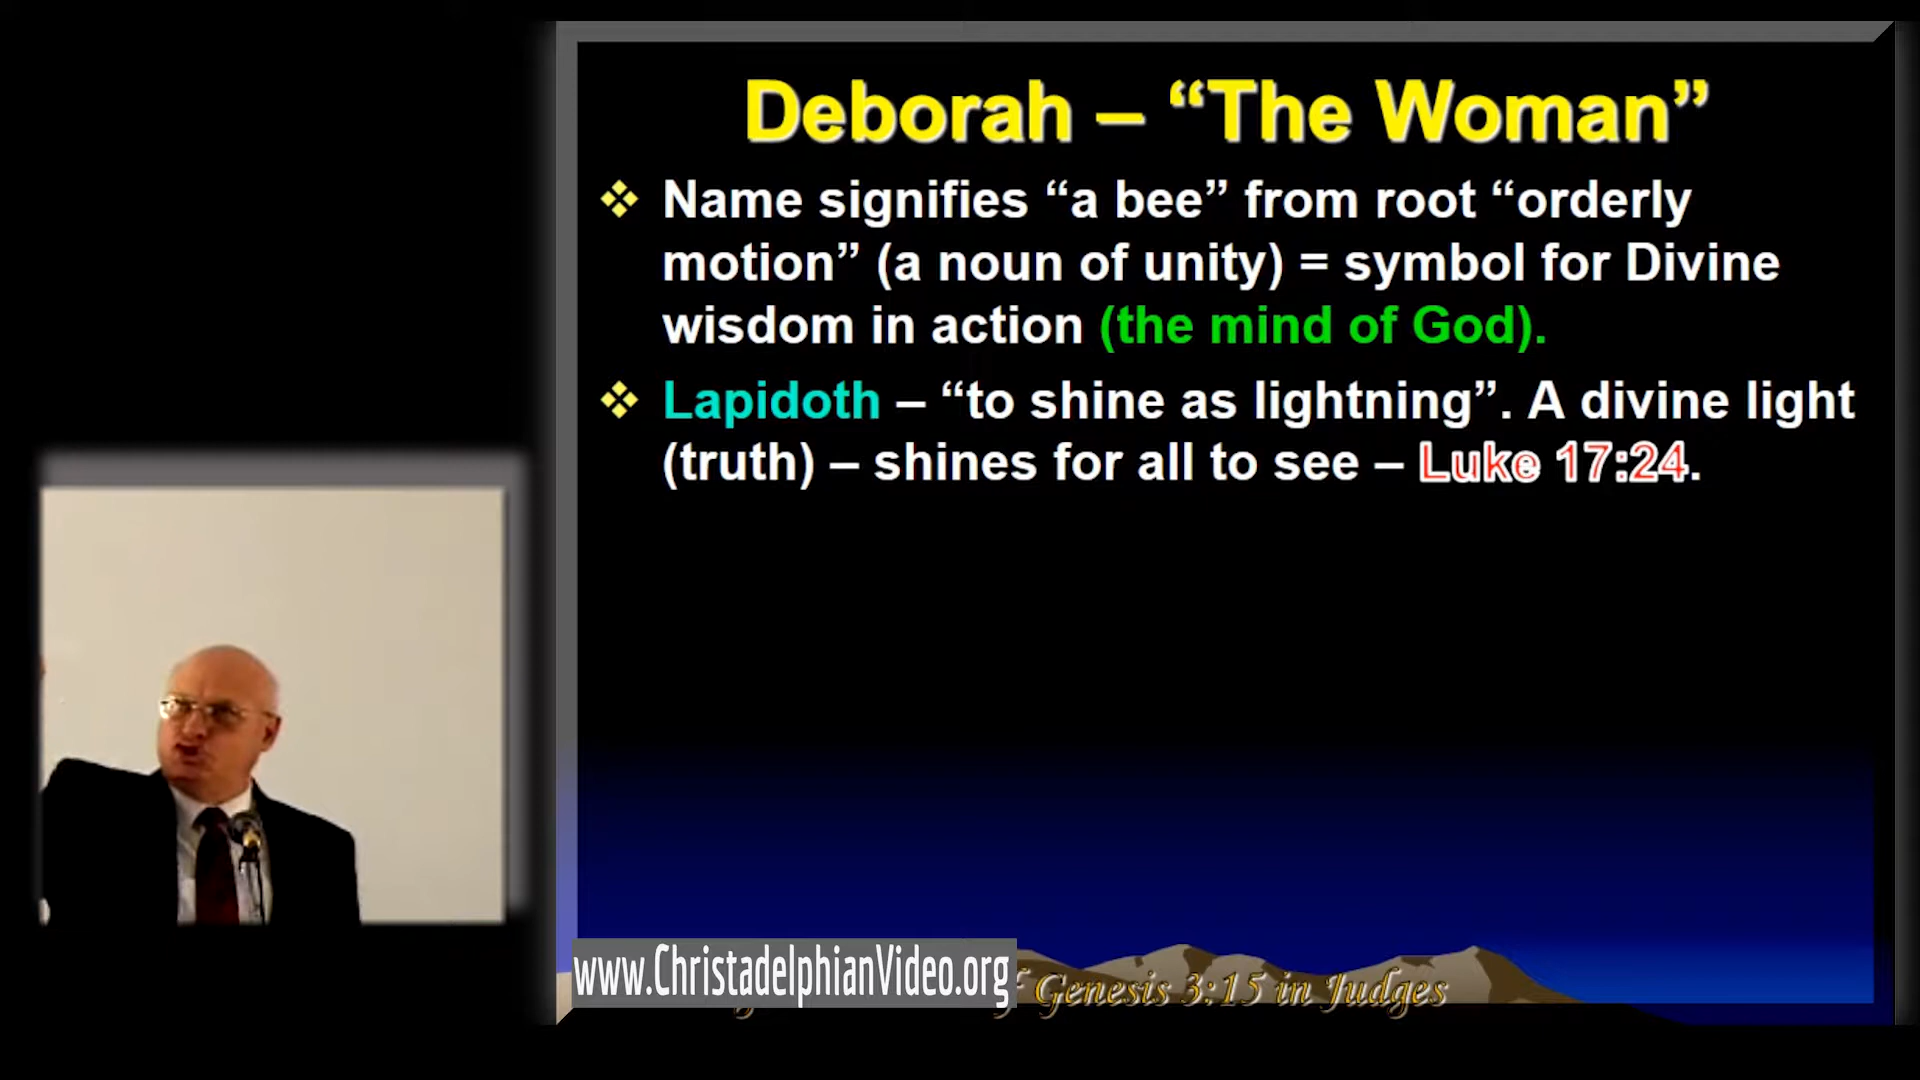 Deborah – “The Woman”
Name signifies “a bee” from root “orderly
motion” (a noun of unity) = symbol for Divine
wisdom in action (the mind of God).
Lapidoth – “to shine as lightning”. A divine light
(truth) – shines for all to see – Luke 17:24.
www.ChristadelphianVideo.org
Genesis 3:15 in Judges